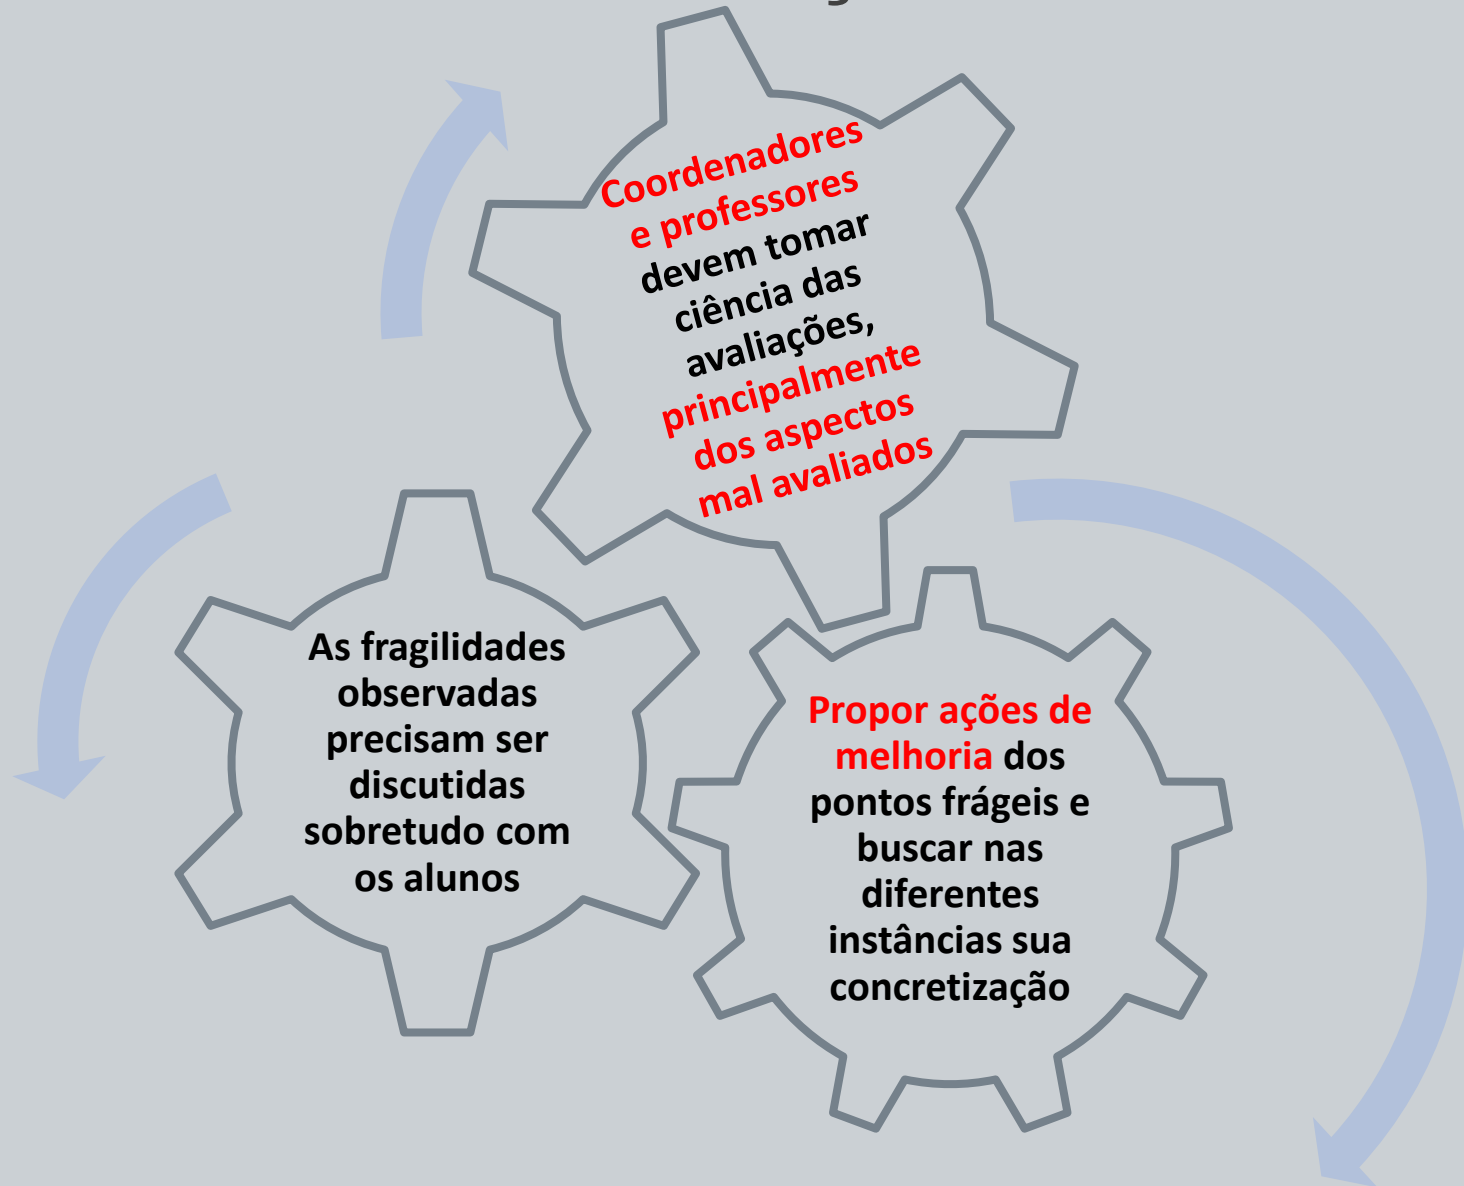 Coordenadores
e professores
devem tomar
ciência das
avaliações,
principalmente
dos aspectos
mal avaliados
As fragilidades
observadas
precisam ser
discutidas
sobretudo com
os alunos
Propor ações de
melhoria dos
pontos frágeis e
buscar nas
diferentes
instâncias sua
concretização